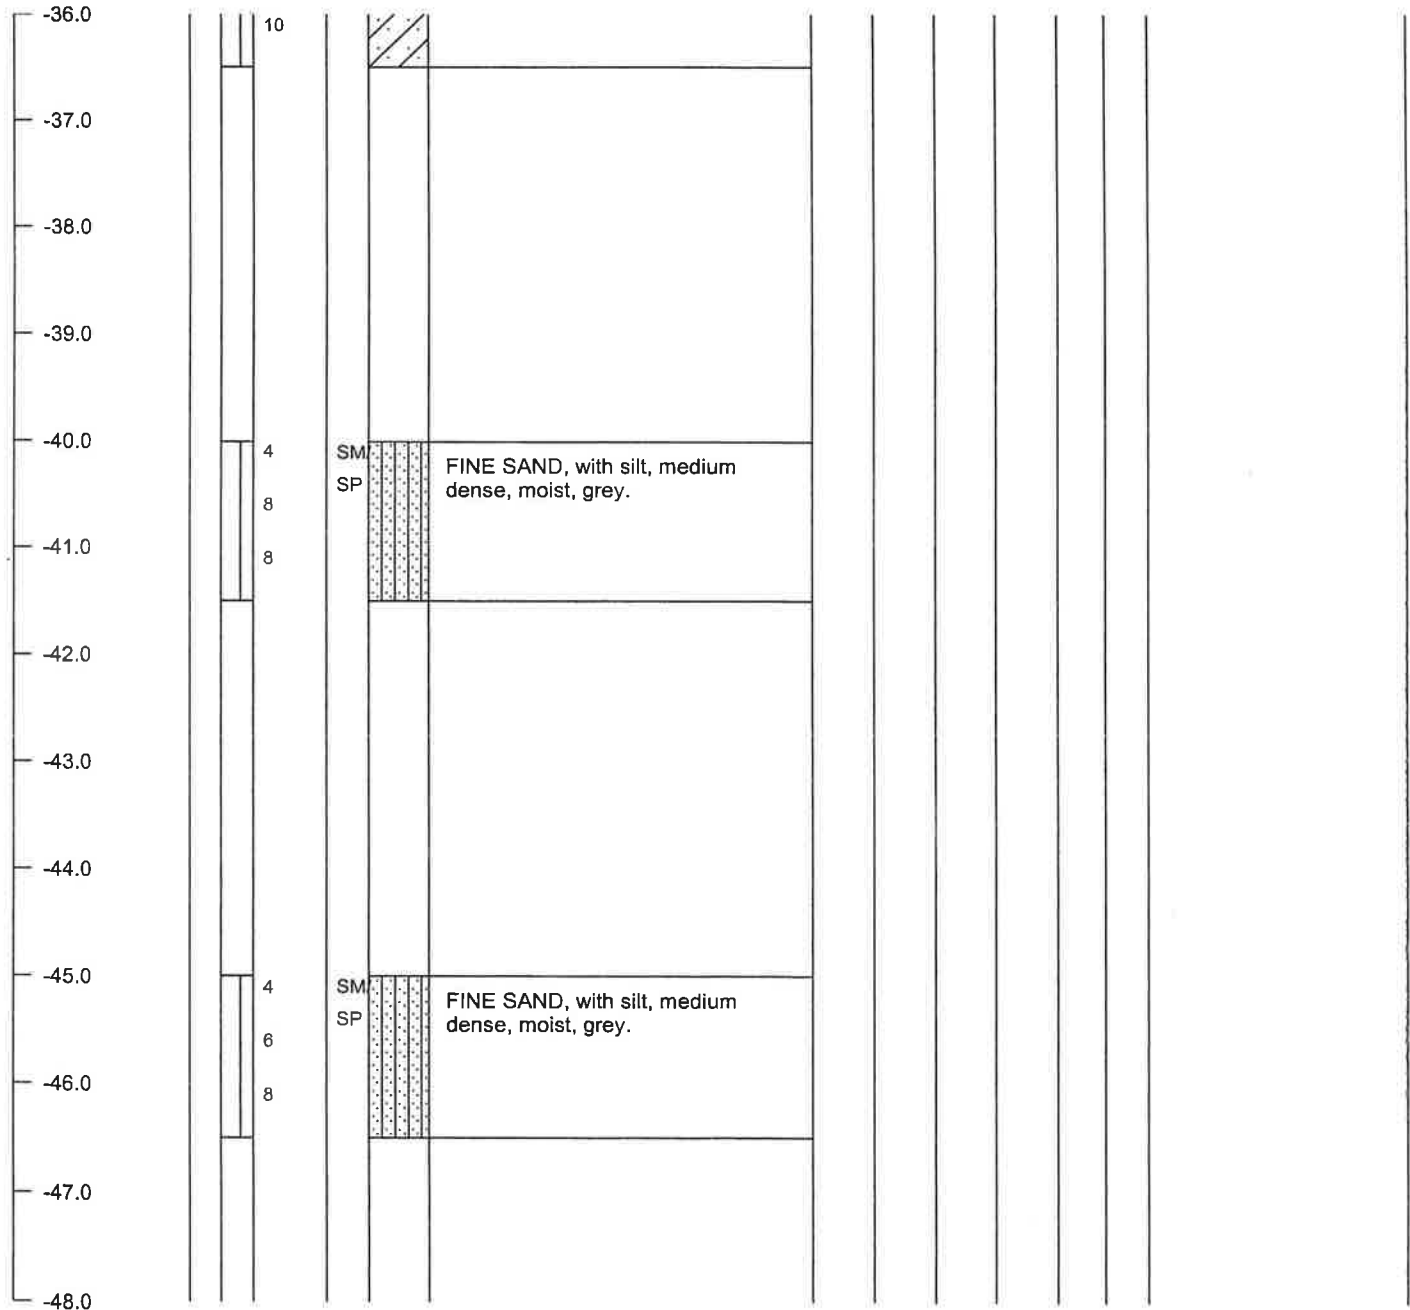 -36.0
10
-37.0
-38.0
-39.0
-40.0
4
SM/
FINE SAND, with silt, medium
SP
dense, moist, grey.
8
-41.0
8
-42.0
-43.0
-44.0
-45.0
4
SM/
FINE SAND, with silt, medium
SP
dense, moist, grey.
6
-46.0
8
-47.0
-48.0